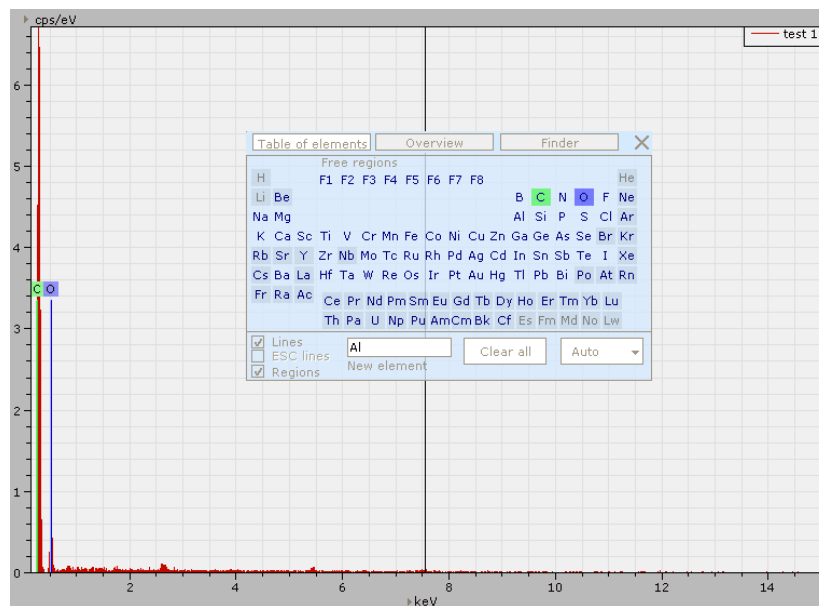 cps/eV
test 1
6
5
4
3
2
1
0
C O
Table of elements Overview Finder
Free regions
H F1 F2 F3 F4 F5 F6 F7 F8 He
Li Be B C N O F Ne
Na Mg Al Si P S Cl Ar
K Ca Sc Ti V Cr Mn Fe Co Ni Cu Zn Ga Ge As Se Br Kr
Rb Sr Y Zr Nb Mo Tc Ru Rh Pd Ag Cd In Sn Sb Te I Xe
Cs Ba La Hf Ta W Re Os Ir Pt Au Hg Tl Pb Bi Po At Rn
Fr Ra Ac
Ce Pr Nd Pm Sm Eu Gd Tb Dy Ho Er Tm Yb Lu
Th Pa U Np Pu Am Cm Bk Cf Es Fm Md No Lw
Lines
ESC lines
Regions
Al
New element
Clear all
Auto
2 4 6 8 10 12 14
keV